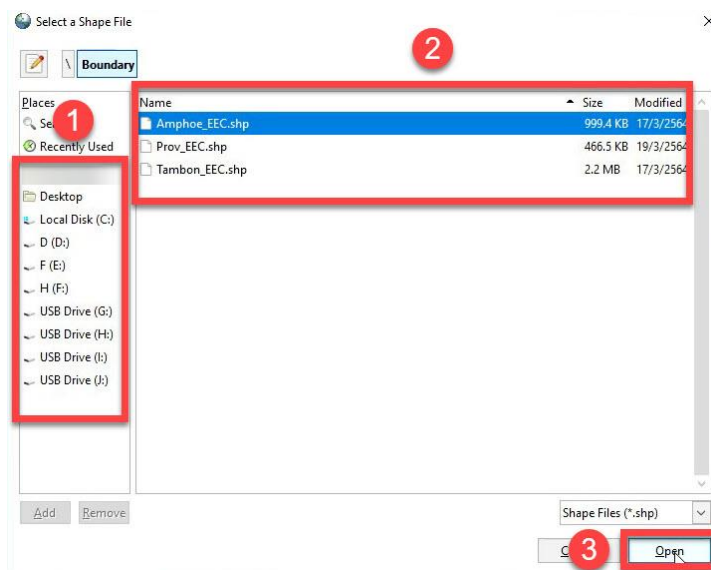 Select a Shape File
2
\ Boundary
Places
1
Recently Used
Desktop
Local Disk (C:)
D (D:)
F (E:)
H (F:)
USB Drive (G:)
USB Drive (H:)
USB Drive (I:)
USB Drive (J:)
Name Size Modified
Amphoe_EEC.shp 999.4 KB 17/3/2564
Prov_EEC.shp 466.5 KB 19/3/2564
Tambon_EEC.shp 2.2 MB 17/3/2564
Add Remove
Shape Files (*.shp)
3
Open